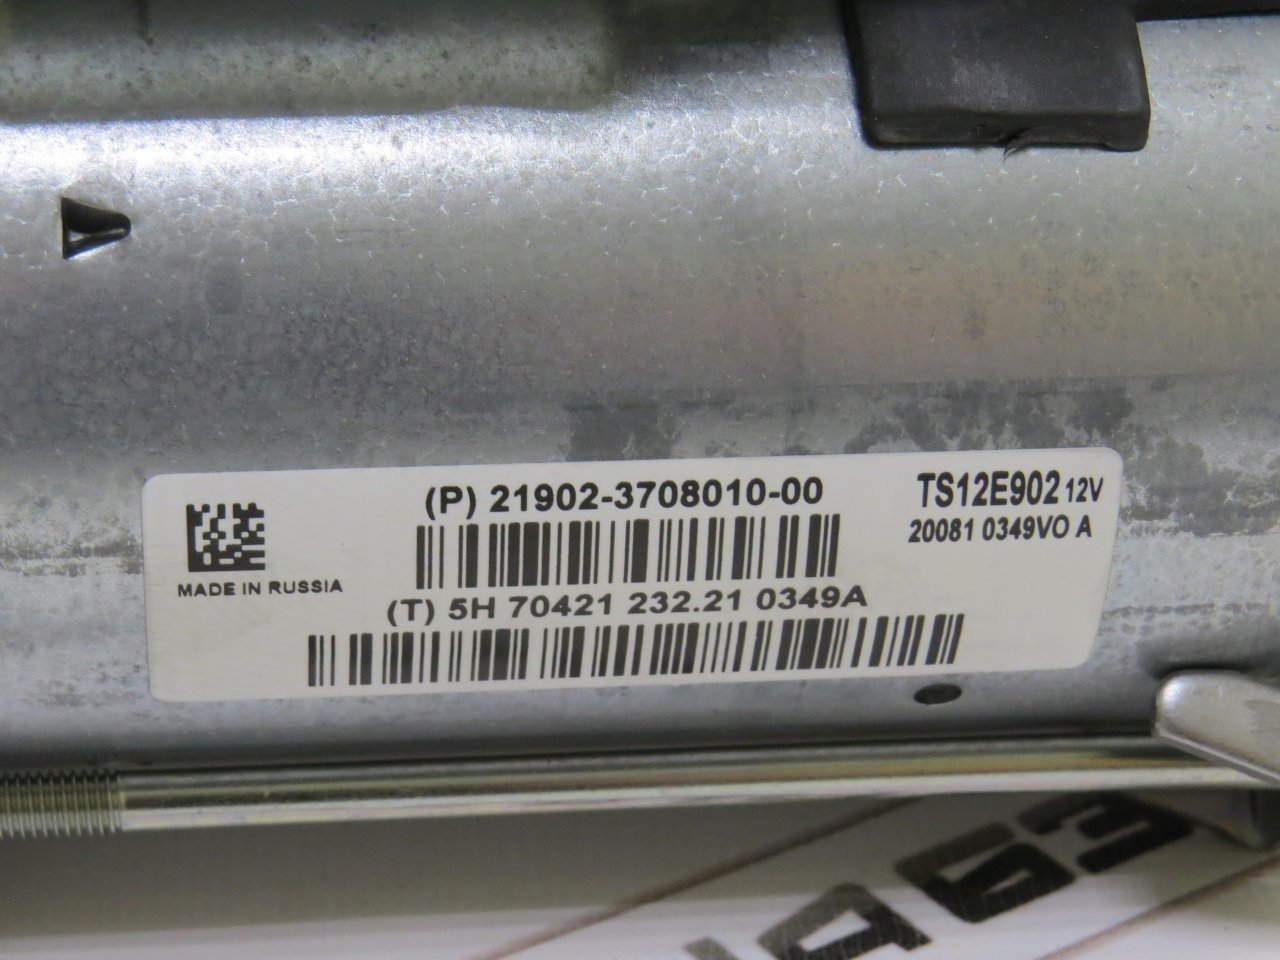 (P) 21902-3708010-00
TS12E902 12V
20081 0349VO A
MADE IN RUSSIA
(T) 5H 70421 232.21 0349A